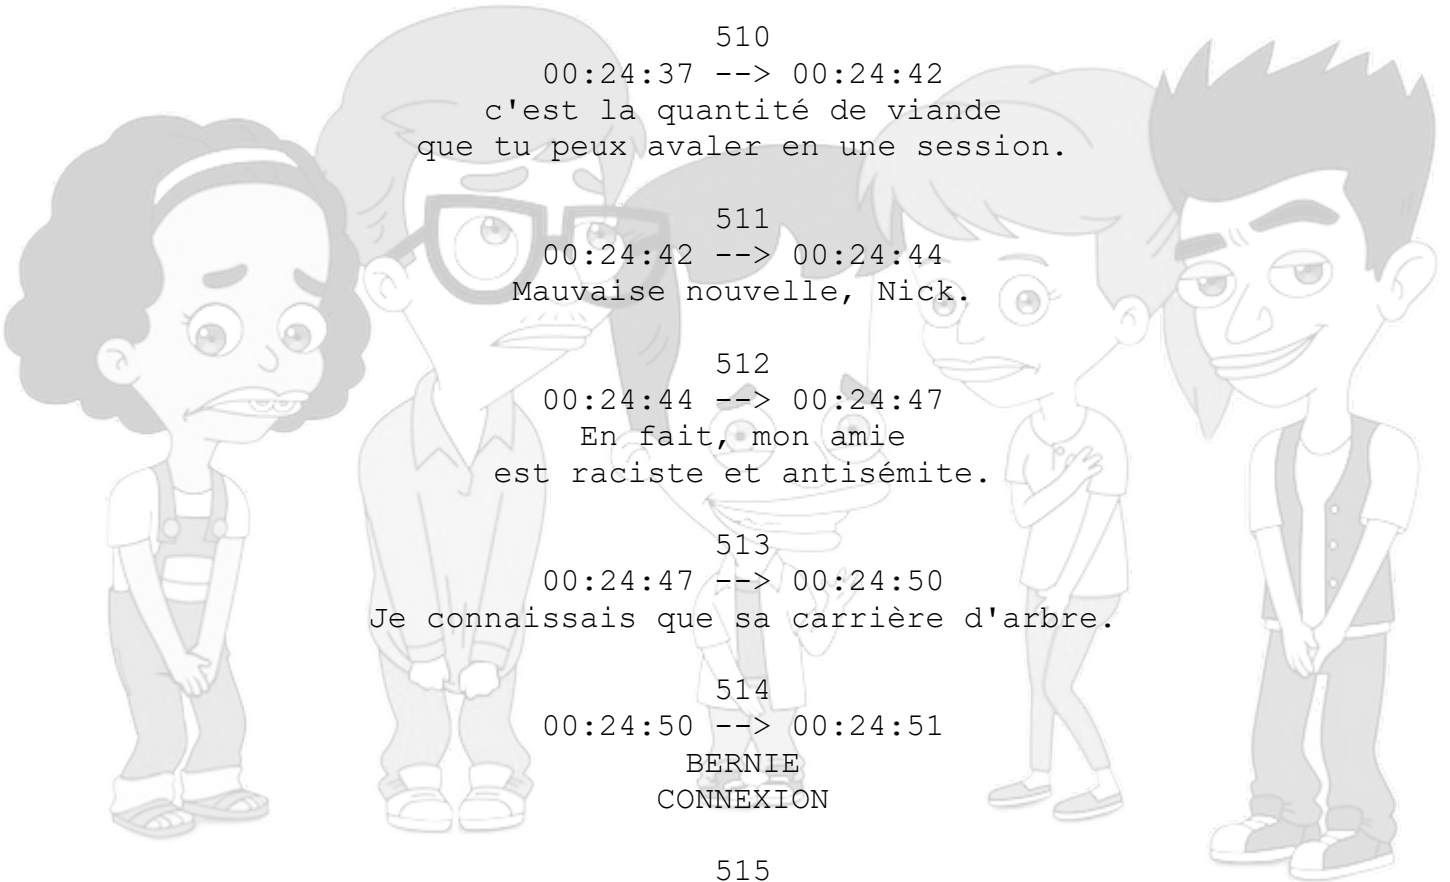 510
00:24:37 --> 00:24:42
c'est la quantité de viande
que tu peux avaler en une session.
511
00:24:42 --> 00:24:44
Mauvaise nouvelle, Nick.
512
00:24:44 --> 00:24:47
En fait, mon amie
est raciste et antisémite.
513
00:24:47 --> 00:24:50
Je connaissais que sa carrière d'arbre.
514
00:24:50 --> 00:24:51
BERNIE
CONNEXION
515